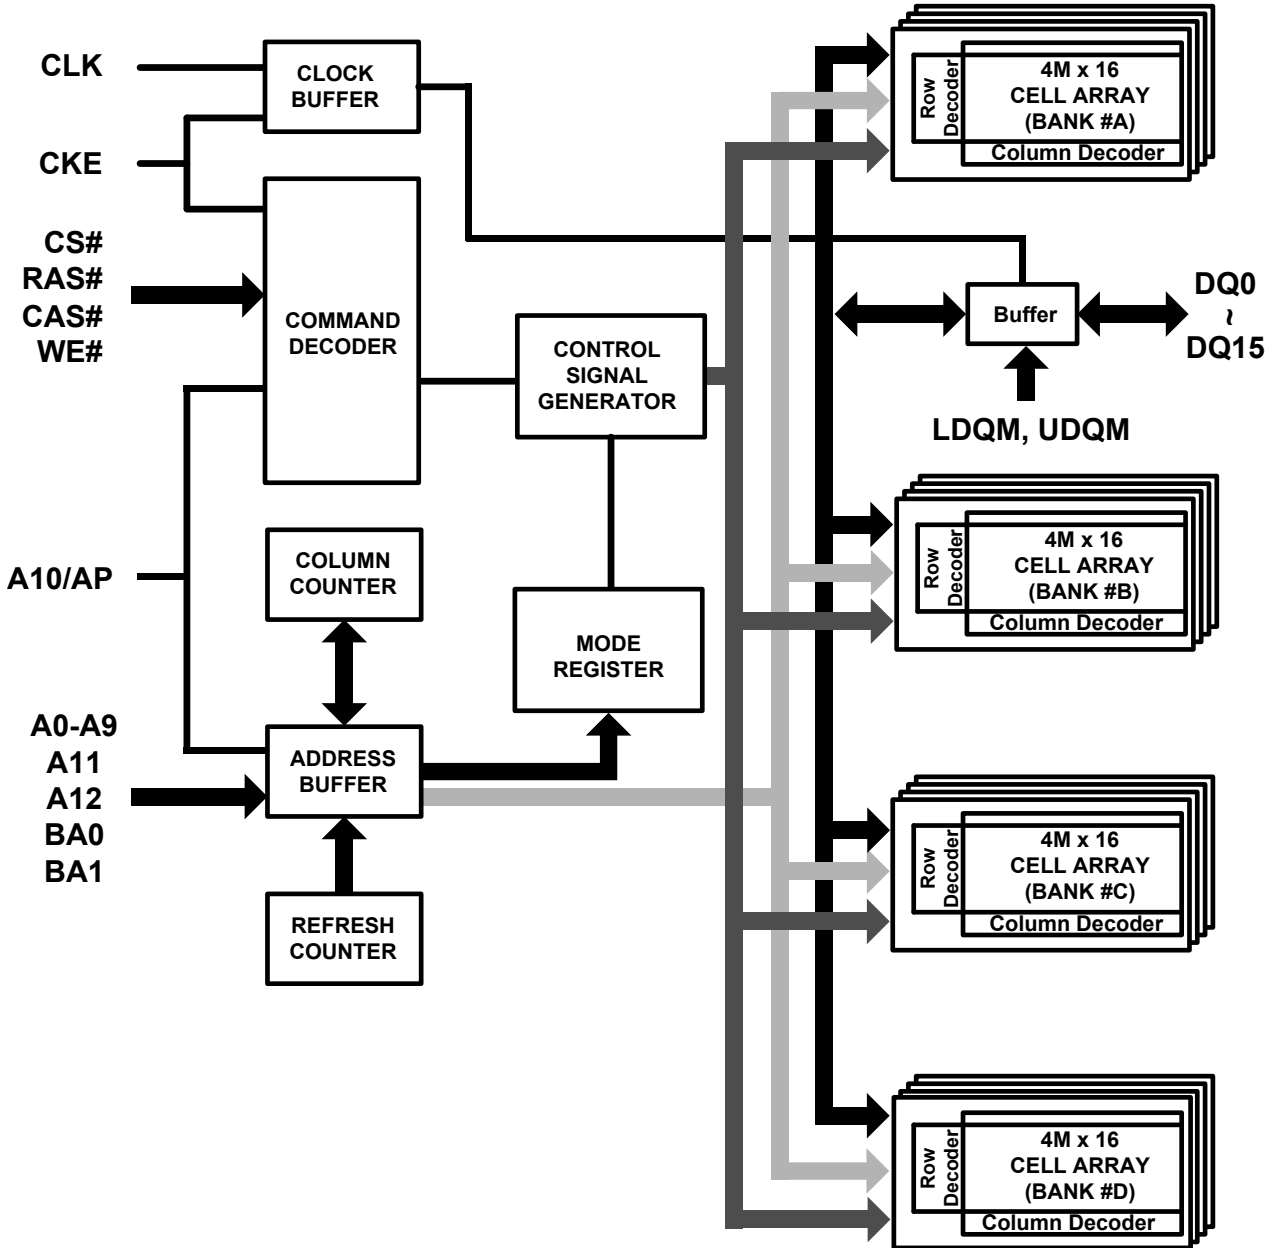 CLK
CKE
CS#
RAS#
CAS#
WE#
A10/AP
A0-A9
A11
A12
BA0
BA1
CLOCK
BUFFER
COMMAND
DECODER
COLUMN
COUNTER
ADDRESS
BUFFER
REFRESH
COUNTER
CONTROL
SIGNAL
GENERATOR
MODE
REGISTER
Row
Decoder
4M x 16
CELL ARRAY
(BANK #A)
Column Decoder
Buffer
DQ0
~
DQ15
LDQM, UDQM
Row
Decoder
4M x 16
CELL ARRAY
(BANK #B)
Column Decoder
Row
Decoder
4M x 16
CELL ARRAY
(BANK #C)
Column Decoder
Row
Decoder
4M x 16
CELL ARRAY
(BANK #D)
Column Decoder